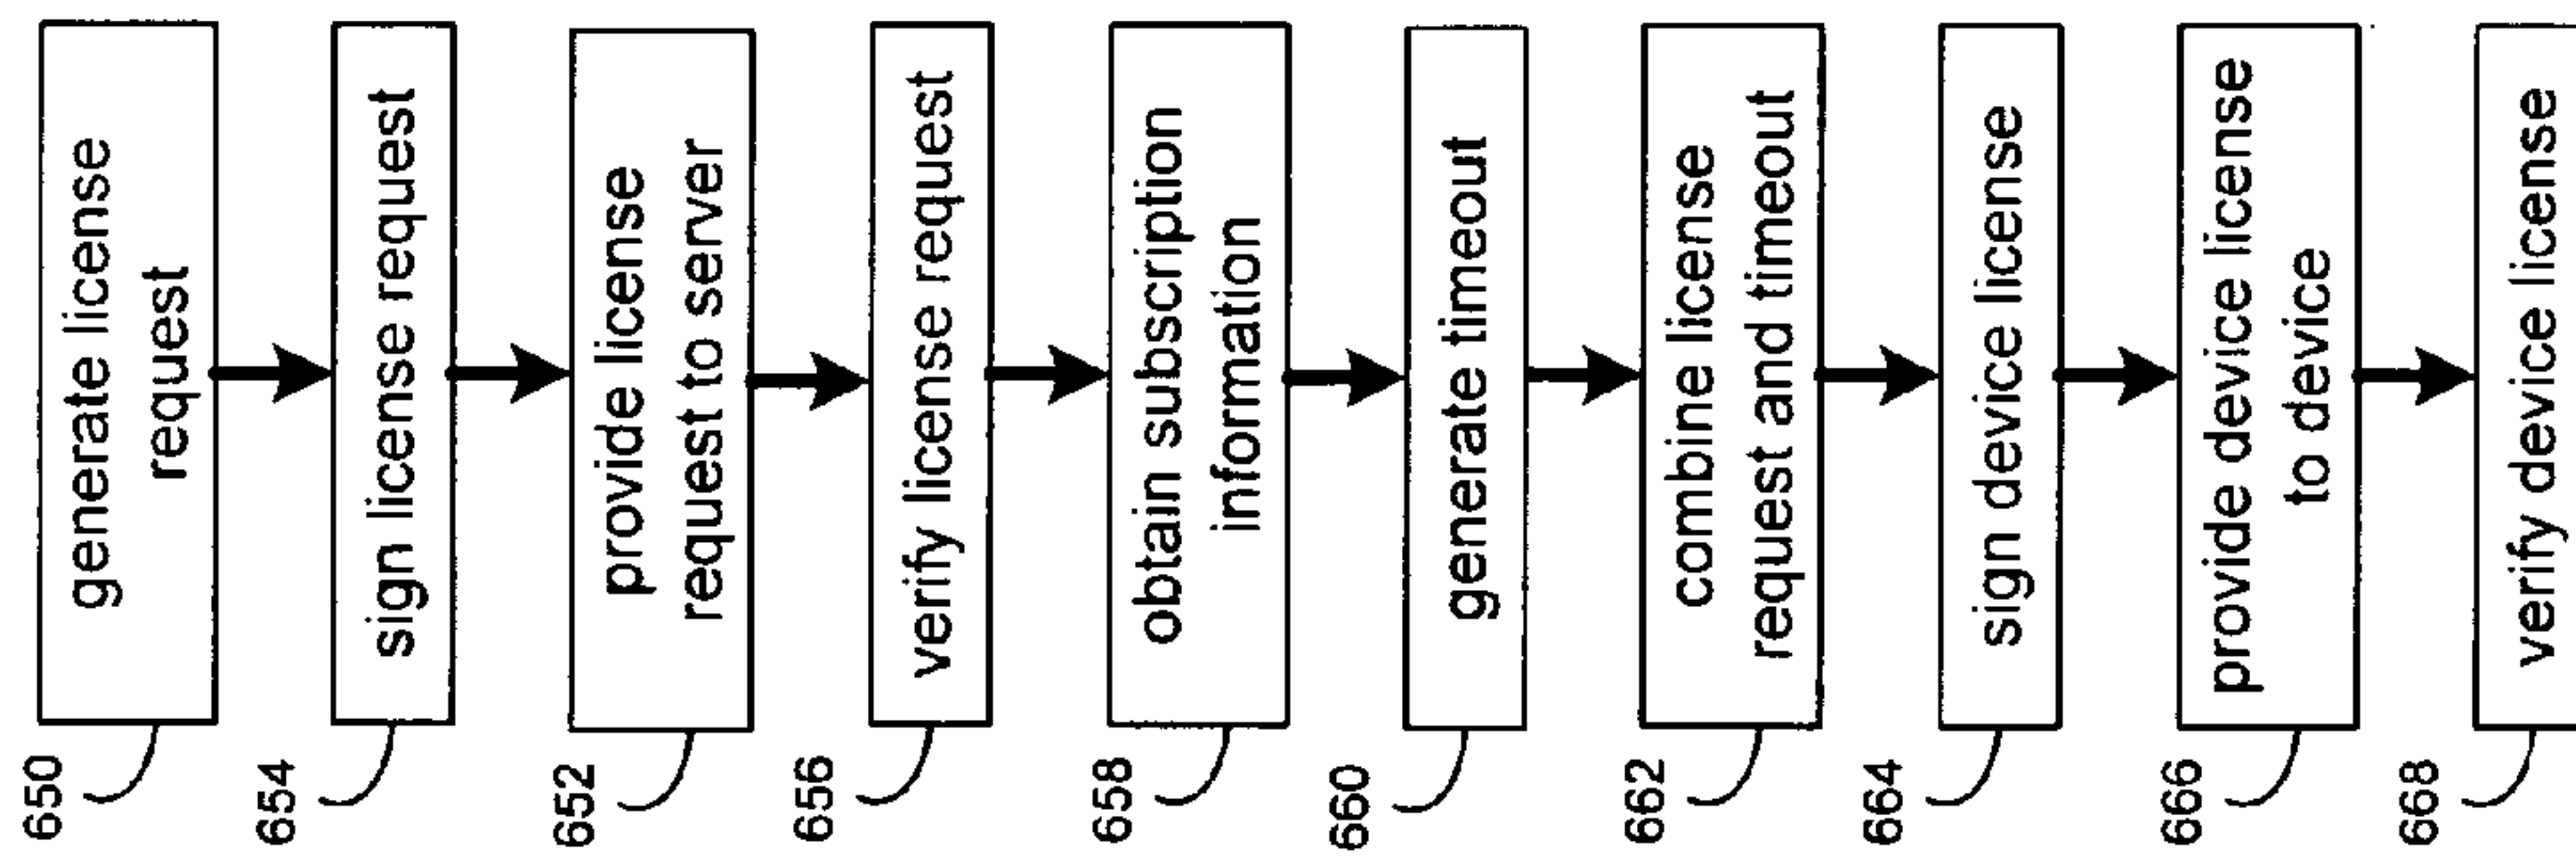 650
generate license
request
654
sign license request
652
provide license
request to server
656
verify license request
658
obtain subscription
information
660
generate timeout
662
combine license
request and timeout
664
sign device license
666
provide device license
to device
668
verify device license